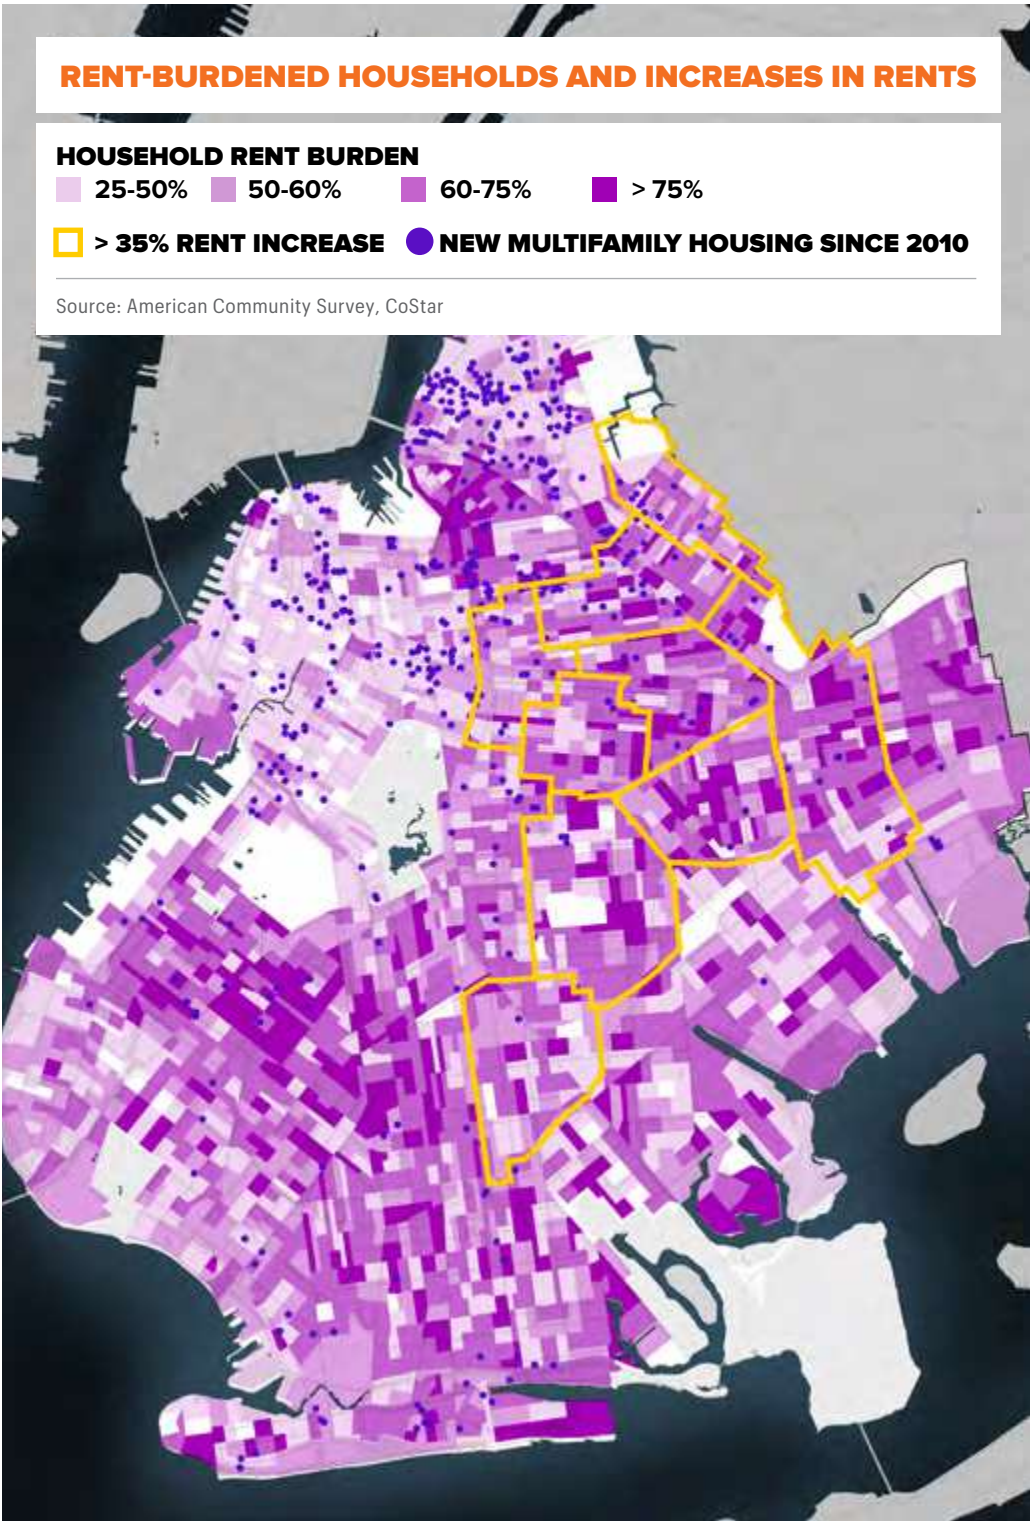 RENT-BURDENED HOUSEHOLDS AND INCREASES IN RENTS
HOUSEHOLD RENT BURDEN
25-50% 50-60% 60-75% > 75%
> 35% RENT INCREASE NEW MULTIFAMILY HOUSING SINCE 2010
Source: American Community Survey, CoStar